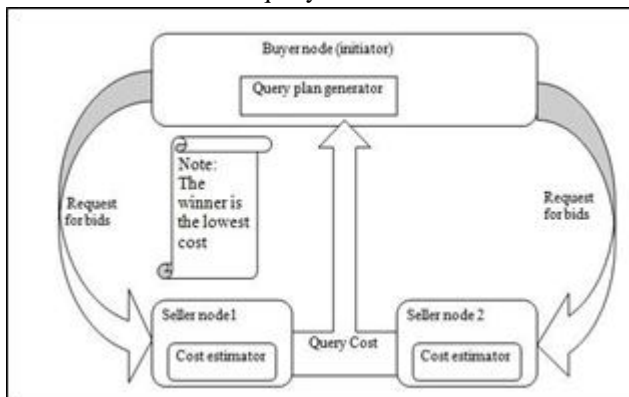 Buyer node (initiator)
Query plan generator
Note:
The
winner is
the lowest
cost
Request
for bids
Request
for bids
Seller node1
Cost estimator
Query Cost
Seller node 2
Cost estimator